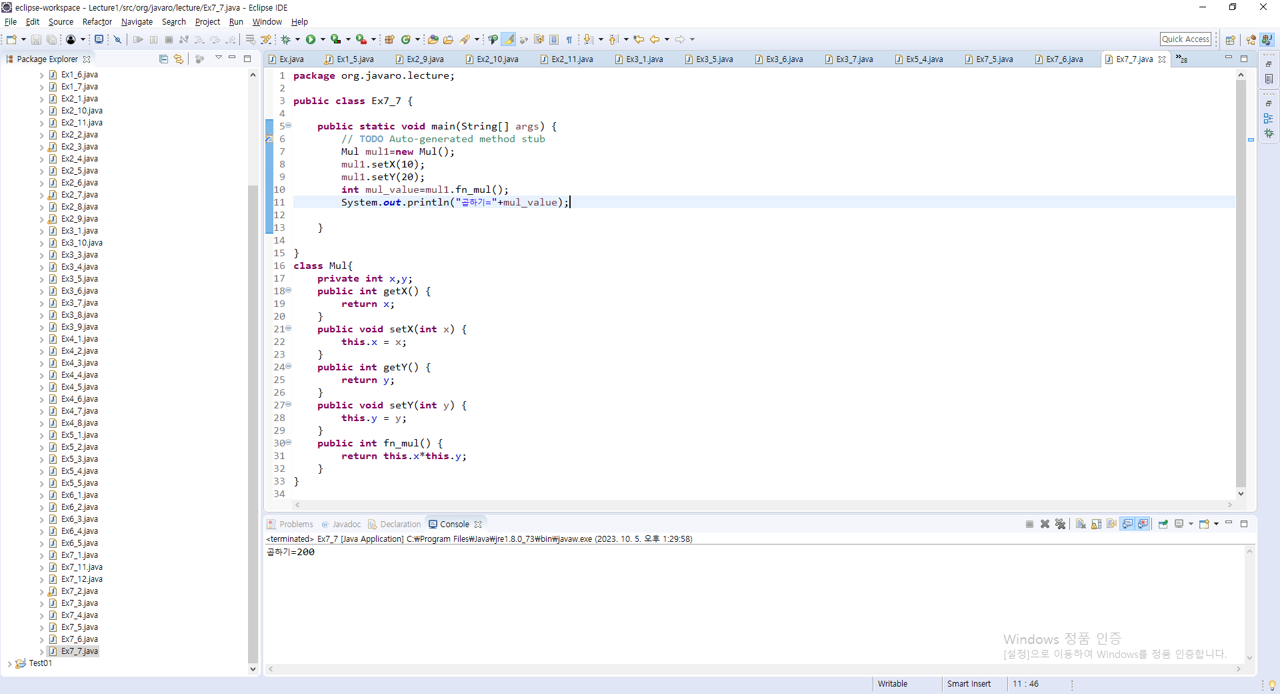 eclipse-workspace - Lecture1/src/org/javaro/lecture/Ex7_7.java - Eclipse IDE
File Edit Source Refactor Navigate Search Project Run Window Help
Quick Access
Package Explorer
Ex1_6.java
Ex1_7.java
Ex2_1.java
Ex2_10.java
Ex2_11.java
Ex2_2.java
Ex2_3.java
Ex2_4.java
Ex2_5.java
Ex2_6.java
Ex2_7.java
Ex2_8.java
Ex2_9.java
Ex3_1.java
Ex3_10.java
Ex3_3.java
Ex3_4.java
Ex3_5.java
Ex3_6.java
Ex3_7.java
Ex3_8.java
Ex3_9.java
Ex4_1.java
Ex4_2.java
Ex4_3.java
Ex4_4.java
Ex4_5.java
Ex4_6.java
Ex4_7.java
Ex4_8.java
Ex5_1.java
Ex5_2.java
Ex5_3.java
Ex5_4.java
Ex5_5.java
Ex6_1.java
Ex6_2.java
Ex6_3.java
Ex6_4.java
Ex6_5.java
Ex7_1.java
Ex7_11.java
Ex7_12.java
Ex7_2.java
Ex7_3.java
Ex7_4.java
Ex7_5.java
Ex7_6.java
Ex7_7.java
Test01
Ex.java Ex1_5.java Ex2_9.java Ex2_10.java Ex2_11.java Ex3_1.java Ex3_5.java Ex3_6.java Ex3_7.java Ex5_4.java Ex7_5.java Ex7_6.java Ex7_7.java »28
1 package org.javaro.lecture;
2
3 public class Ex7_7 {
4
5 public static void main(String[] args) {
6 // TODO Auto-generated method stub
7 Mul mul1=new Mul();
8 mul1.setX(10);
9 mul1.setY(20);
10 int mul_value=mul1.fn_mul();
11 System.out.println("곱하기="+mul_value);
12
13 }
14
15 }
16 class Mul{
17 private int x,y;
18 public int getX() {
19 return x;
20 }
21 public void setX(int x) {
22 this.x = x;
23 }
24 public int getY() {
25 return y;
26 }
27 public void setY(int y) {
28 this.y = y;
29 }
30 public int fn_mul() {
31 return this.x*this.y;
32 }
33 }
34
Problems Javadoc Declaration Console
<terminated> Ex7_7 [Java Application] C:₩Program Files₩Java₩jre1.8.0_73₩bin₩javaw.exe (2023. 10. 5. 오후 1:29:58)
곱하기=200
Windows 정품 인증
[설정]으로 이동하여 Windows를 정품 인증합니다.
Writable Smart Insert 11 : 46